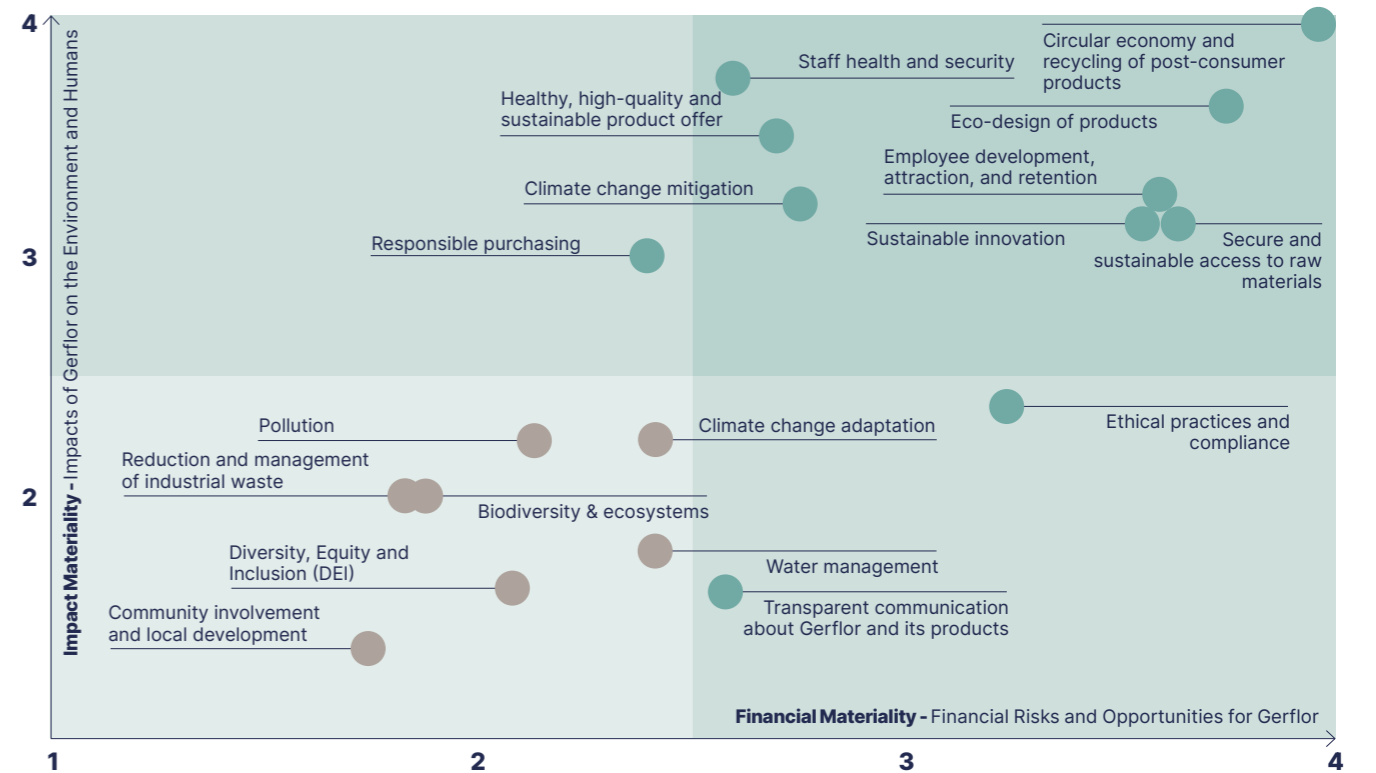 4
3
2
Impact Materiality - Impacts of Gerflor on the Environment and Humans
Circular economy and
recycling of post-consumer
products
Staff health and security
Healthy, high-quality and
sustainable product offer
Eco-design of products
Employee development,
attraction, and retention
Climate change mitigation
Sustainable innovation
Secure and
sustainable access to raw
materials
Responsible purchasing
Ethical practices and
compliance
Pollution
Climate change adaptation
Reduction and management
of industrial waste
Biodiversity & ecosystems
Diversity, Equity and
Inclusion (DEI)
Water management
Transparent communication
about Gerflor and its products
Community involvement
and local development
Financial Materiality - Financial Risks and Opportunities for Gerflor
1
2
3
4